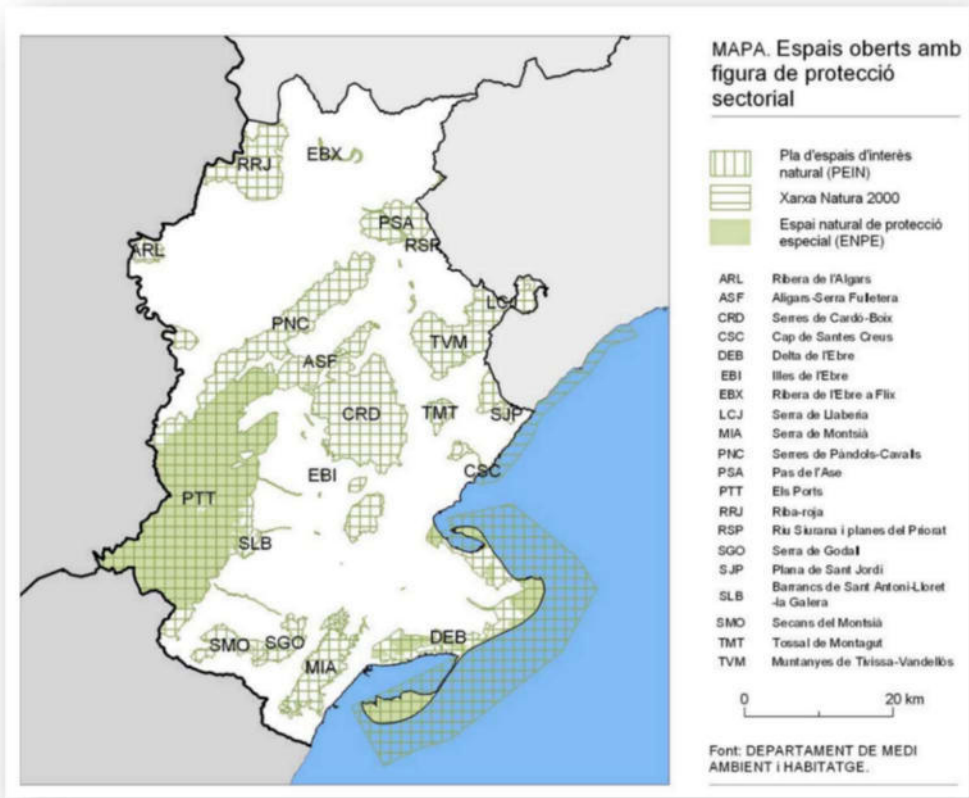 MAPA. Espais oberts amb
figura de protecció
sectorial
Pla d'espais d'interès
natural (PEIN)
Xarxa Natura 2000
Espai natural de protecció
especial (ENPE)
ARL Ribera de l'Algars
ASF Aligars-Serra Fulletera
CRD Serres de Cardó-Boix
CSC Cap de Santes Creus
DEB Delta de l'Ebre
EBI Illes de l'Ebre
EBX Ribera de l'Ebre a Flix
LCJ Serra de Llaberia
MIA Serra de Montsià
PNC Serres de Pàndols-Cavalls
PSA Pas de l'Ase
PTT Els Ports
RRJ Riba-roja
RSP Riu Siurana i planes del Priorat
SGO Serra de Godall
SJP Plana de Sant Jordi
SLB Barrancs de Sant Antoni-Lloret
-la Galera
SMO Secans del Montsià
TMT Tossal de Montagut
TVM Muntanyes de Tivissa-Vandellòs
0 20 km
Font: DEPARTAMENT DE MEDI
AMBIENT i HABITATGE.
EBX
RRJ
PSA
RSP
ARL
LCJ
PNC
TVM
ASF
CRD
TMT
SJP
EBI
CSC
PTT
SLB
SMO
SGO
DEB
MIA